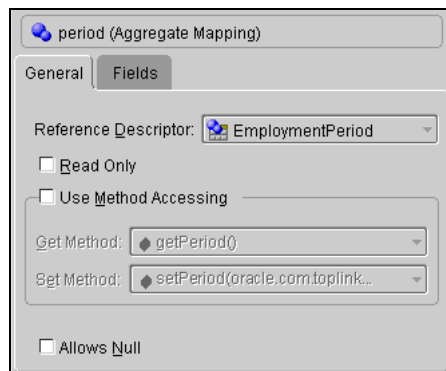 period (Aggregate Mapping)
General Fields
Reference Descriptor: EmploymentPeriod
Read Only
Use Method Accessing
Get Method: getPeriod()
Set Method: setPeriod(oracle.com.toplink...
Allows Null